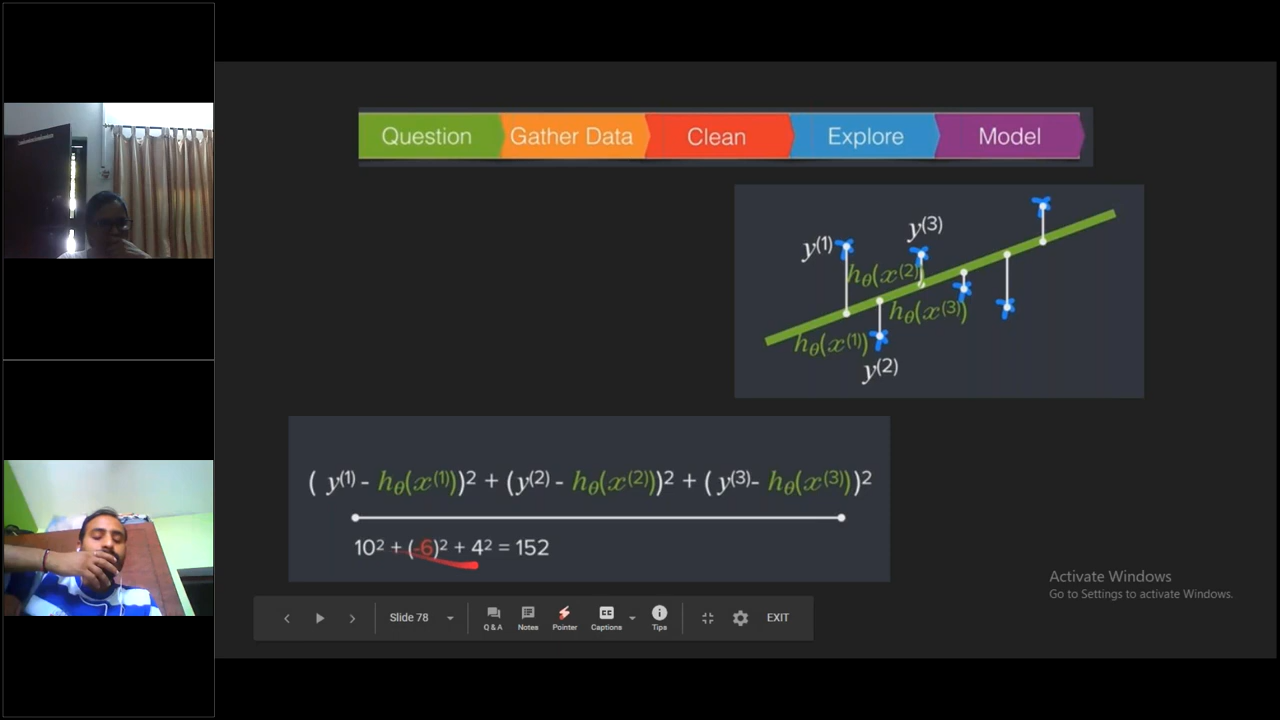 Question Gather Data Clean Explore Model
y(1)
y(3)
hθ(x(2))
hθ(x(3))
hθ(x(1))
y(2)
( y(1) - hθ(x(1)))2 + (y(2) - hθ(x(2)))2 + ( y(3)- hθ(x(3)) )2
10² + (-6)² + 4² = 152
Activate Windows
Go to Settings to activate Windows.
Slide 78 Q & A Notes Pointer CC Captions Tips EXIT